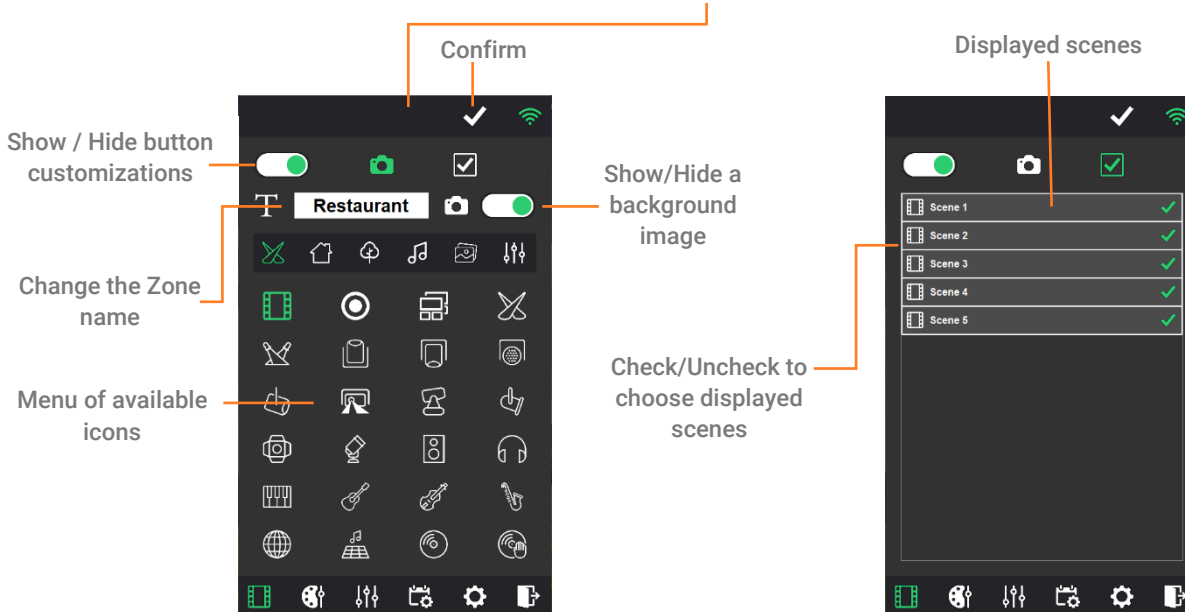 Confirm
Displayed scenes
Show / Hide button
customizations
Show/Hide a
background
image
Restaurant
Change the Zone
name
Menu of available
icons
Scene 1
Scene 2
Scene 3
Scene 4
Scene 5
Check/Uncheck to
choose displayed
scenes